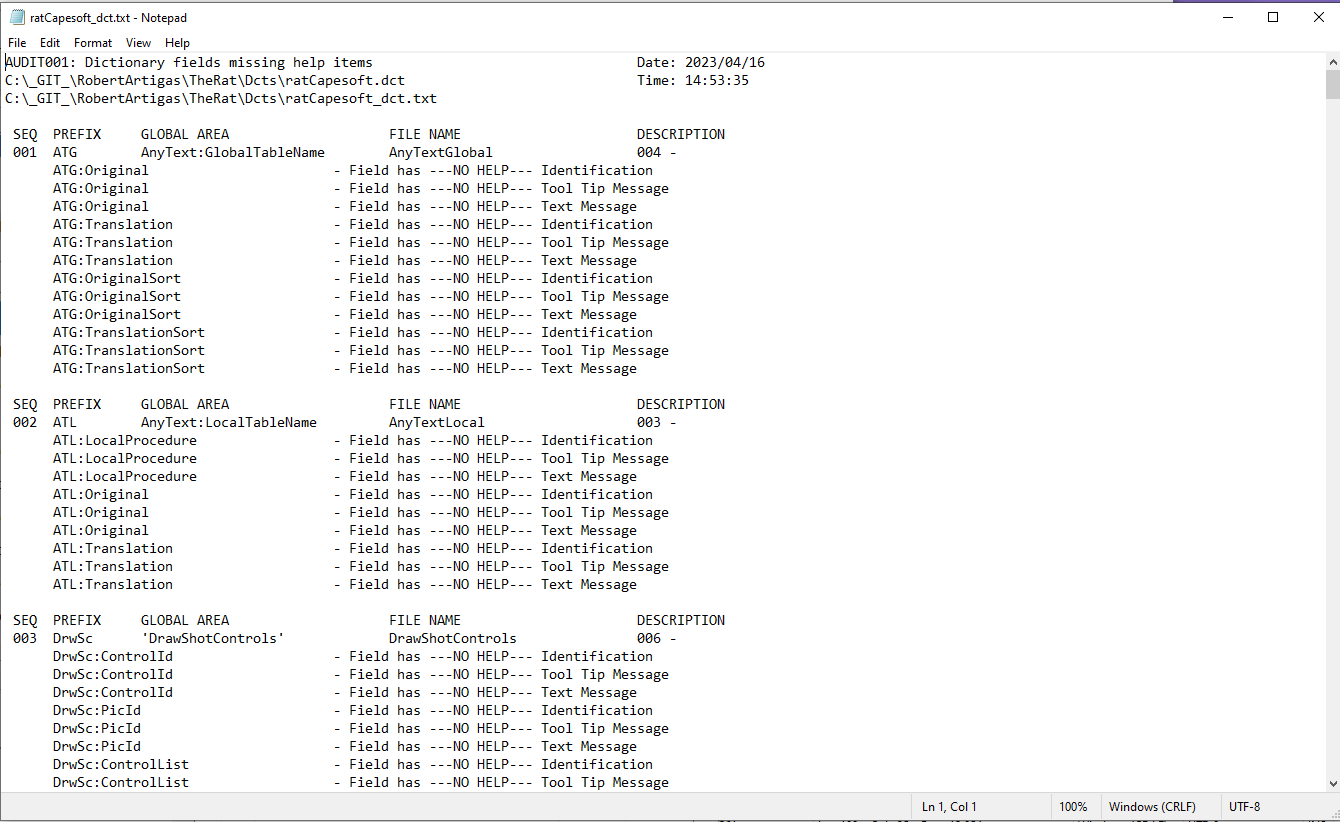 ratCapesoft_dct.txt - Notepad
File Edit Format View Help
AUDIT001: Dictionary fields missing help items Date: 2023/04/16
C:\_GIT_\RobertArtigas\TheRat\Dcts\ratCapesoft.dct Time: 14:53:35
C:\_GIT_\RobertArtigas\TheRat\Dcts\ratCapesoft_dct.txt
SEQ PREFIX GLOBAL AREA FILE NAME DESCRIPTION
001 ATG AnyText:GlobalTableName AnyTextGlobal 004 -
ATG:Original - Field has ---NO HELP--- Identification
ATG:Original - Field has ---NO HELP--- Tool Tip Message
ATG:Original - Field has ---NO HELP--- Text Message
ATG:Translation - Field has ---NO HELP--- Identification
ATG:Translation - Field has ---NO HELP--- Tool Tip Message
ATG:Translation - Field has ---NO HELP--- Text Message
ATG:OriginalSort - Field has ---NO HELP--- Identification
ATG:OriginalSort - Field has ---NO HELP--- Tool Tip Message
ATG:OriginalSort - Field has ---NO HELP--- Text Message
ATG:TranslationSort - Field has ---NO HELP--- Identification
ATG:TranslationSort - Field has ---NO HELP--- Tool Tip Message
ATG:TranslationSort - Field has ---NO HELP--- Text Message
SEQ PREFIX GLOBAL AREA FILE NAME DESCRIPTION
002 ATL AnyText:LocalTableName AnyTextLocal 003 -
ATL:LocalProcedure - Field has ---NO HELP--- Identification
ATL:LocalProcedure - Field has ---NO HELP--- Tool Tip Message
ATL:LocalProcedure - Field has ---NO HELP--- Text Message
ATL:Original - Field has ---NO HELP--- Identification
ATL:Original - Field has ---NO HELP--- Tool Tip Message
ATL:Original - Field has ---NO HELP--- Text Message
ATL:Translation - Field has ---NO HELP--- Identification
ATL:Translation - Field has ---NO HELP--- Tool Tip Message
ATL:Translation - Field has ---NO HELP--- Text Message
SEQ PREFIX GLOBAL AREA FILE NAME DESCRIPTION
003 DrwSc 'DrawShotControls' DrawShotControls 006 -
DrwSc:ControlId - Field has ---NO HELP--- Identification
DrwSc:ControlId - Field has ---NO HELP--- Tool Tip Message
DrwSc:ControlId - Field has ---NO HELP--- Text Message
DrwSc:PicId - Field has ---NO HELP--- Identification
DrwSc:PicId - Field has ---NO HELP--- Tool Tip Message
DrwSc:PicId - Field has ---NO HELP--- Text Message
DrwSc:ControlList - Field has ---NO HELP--- Identification
DrwSc:ControlList - Field has ---NO HELP--- Tool Tip Message
Ln 1, Col 1 100% Windows (CRLF) UTF-8